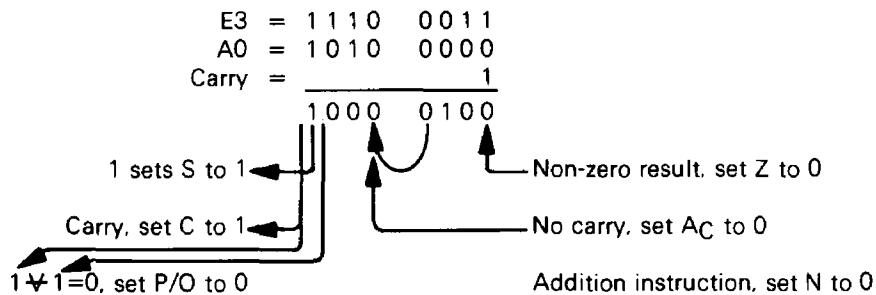 E3 = 1110 0011
A0 = 1010 0000
Carry = 1
1000 0100
1 sets S to 1 Non-zero result, set Z to 0
Carry, set C to 1 No carry, set AC to 0
1 ⊻ 1=0, set P/O to 0 Addition instruction, set N to 0